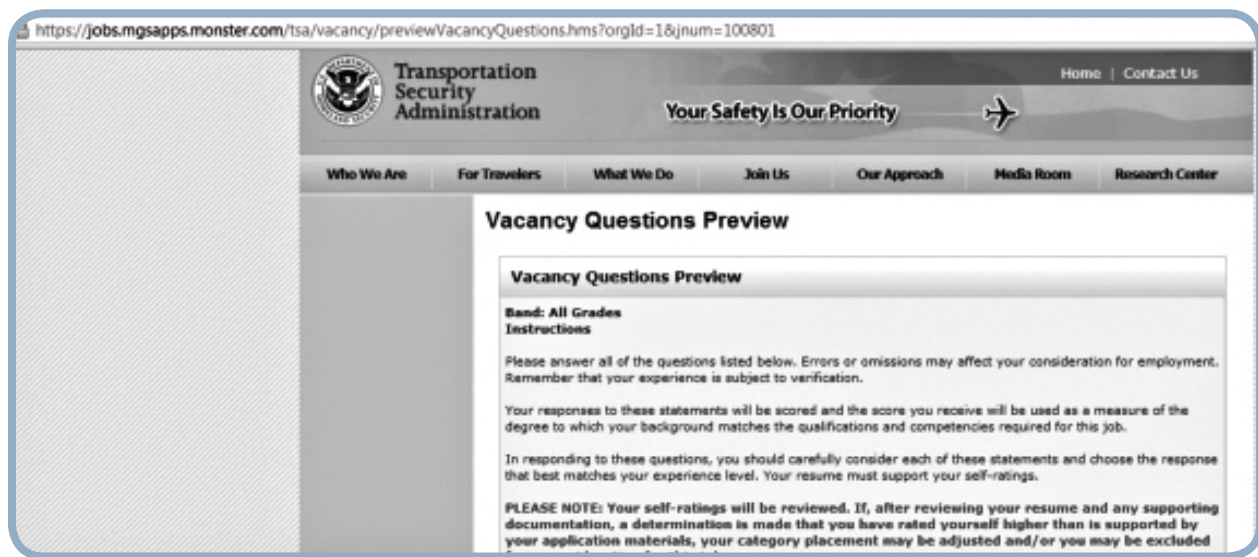 https://jobs.mgsapps.monster.com/tsa/vacancy/previewVacancyQuestions.hms?orgId=1&jnum=100801
Transportation
Security
Administration
Home | Contact Us
Your Safety Is Our Priority
Who We Are For Travelers What We Do Join Us Our Approach Media Room Research Center
Vacancy Questions Preview
Vacancy Questions Preview
Band: All Grades
Instructions
Please answer all of the questions listed below. Errors or omissions may affect your consideration for employment.
Remember that your experience is subject to verification.
Your responses to these statements will be scored and the score you receive will be used as a measure of the
degree to which your background matches the qualifications and competencies required for this job.
In responding to these questions, you should carefully consider each of these statements and choose the response
that best matches your experience level. Your resume must support your self-ratings.
PLEASE NOTE: Your self-ratings will be reviewed. If, after reviewing your resume and any supporting
documentation, a determination is made that you have rated yourself higher than is supported by
your application materials, your category placement may be adjusted and/or you may be excluded